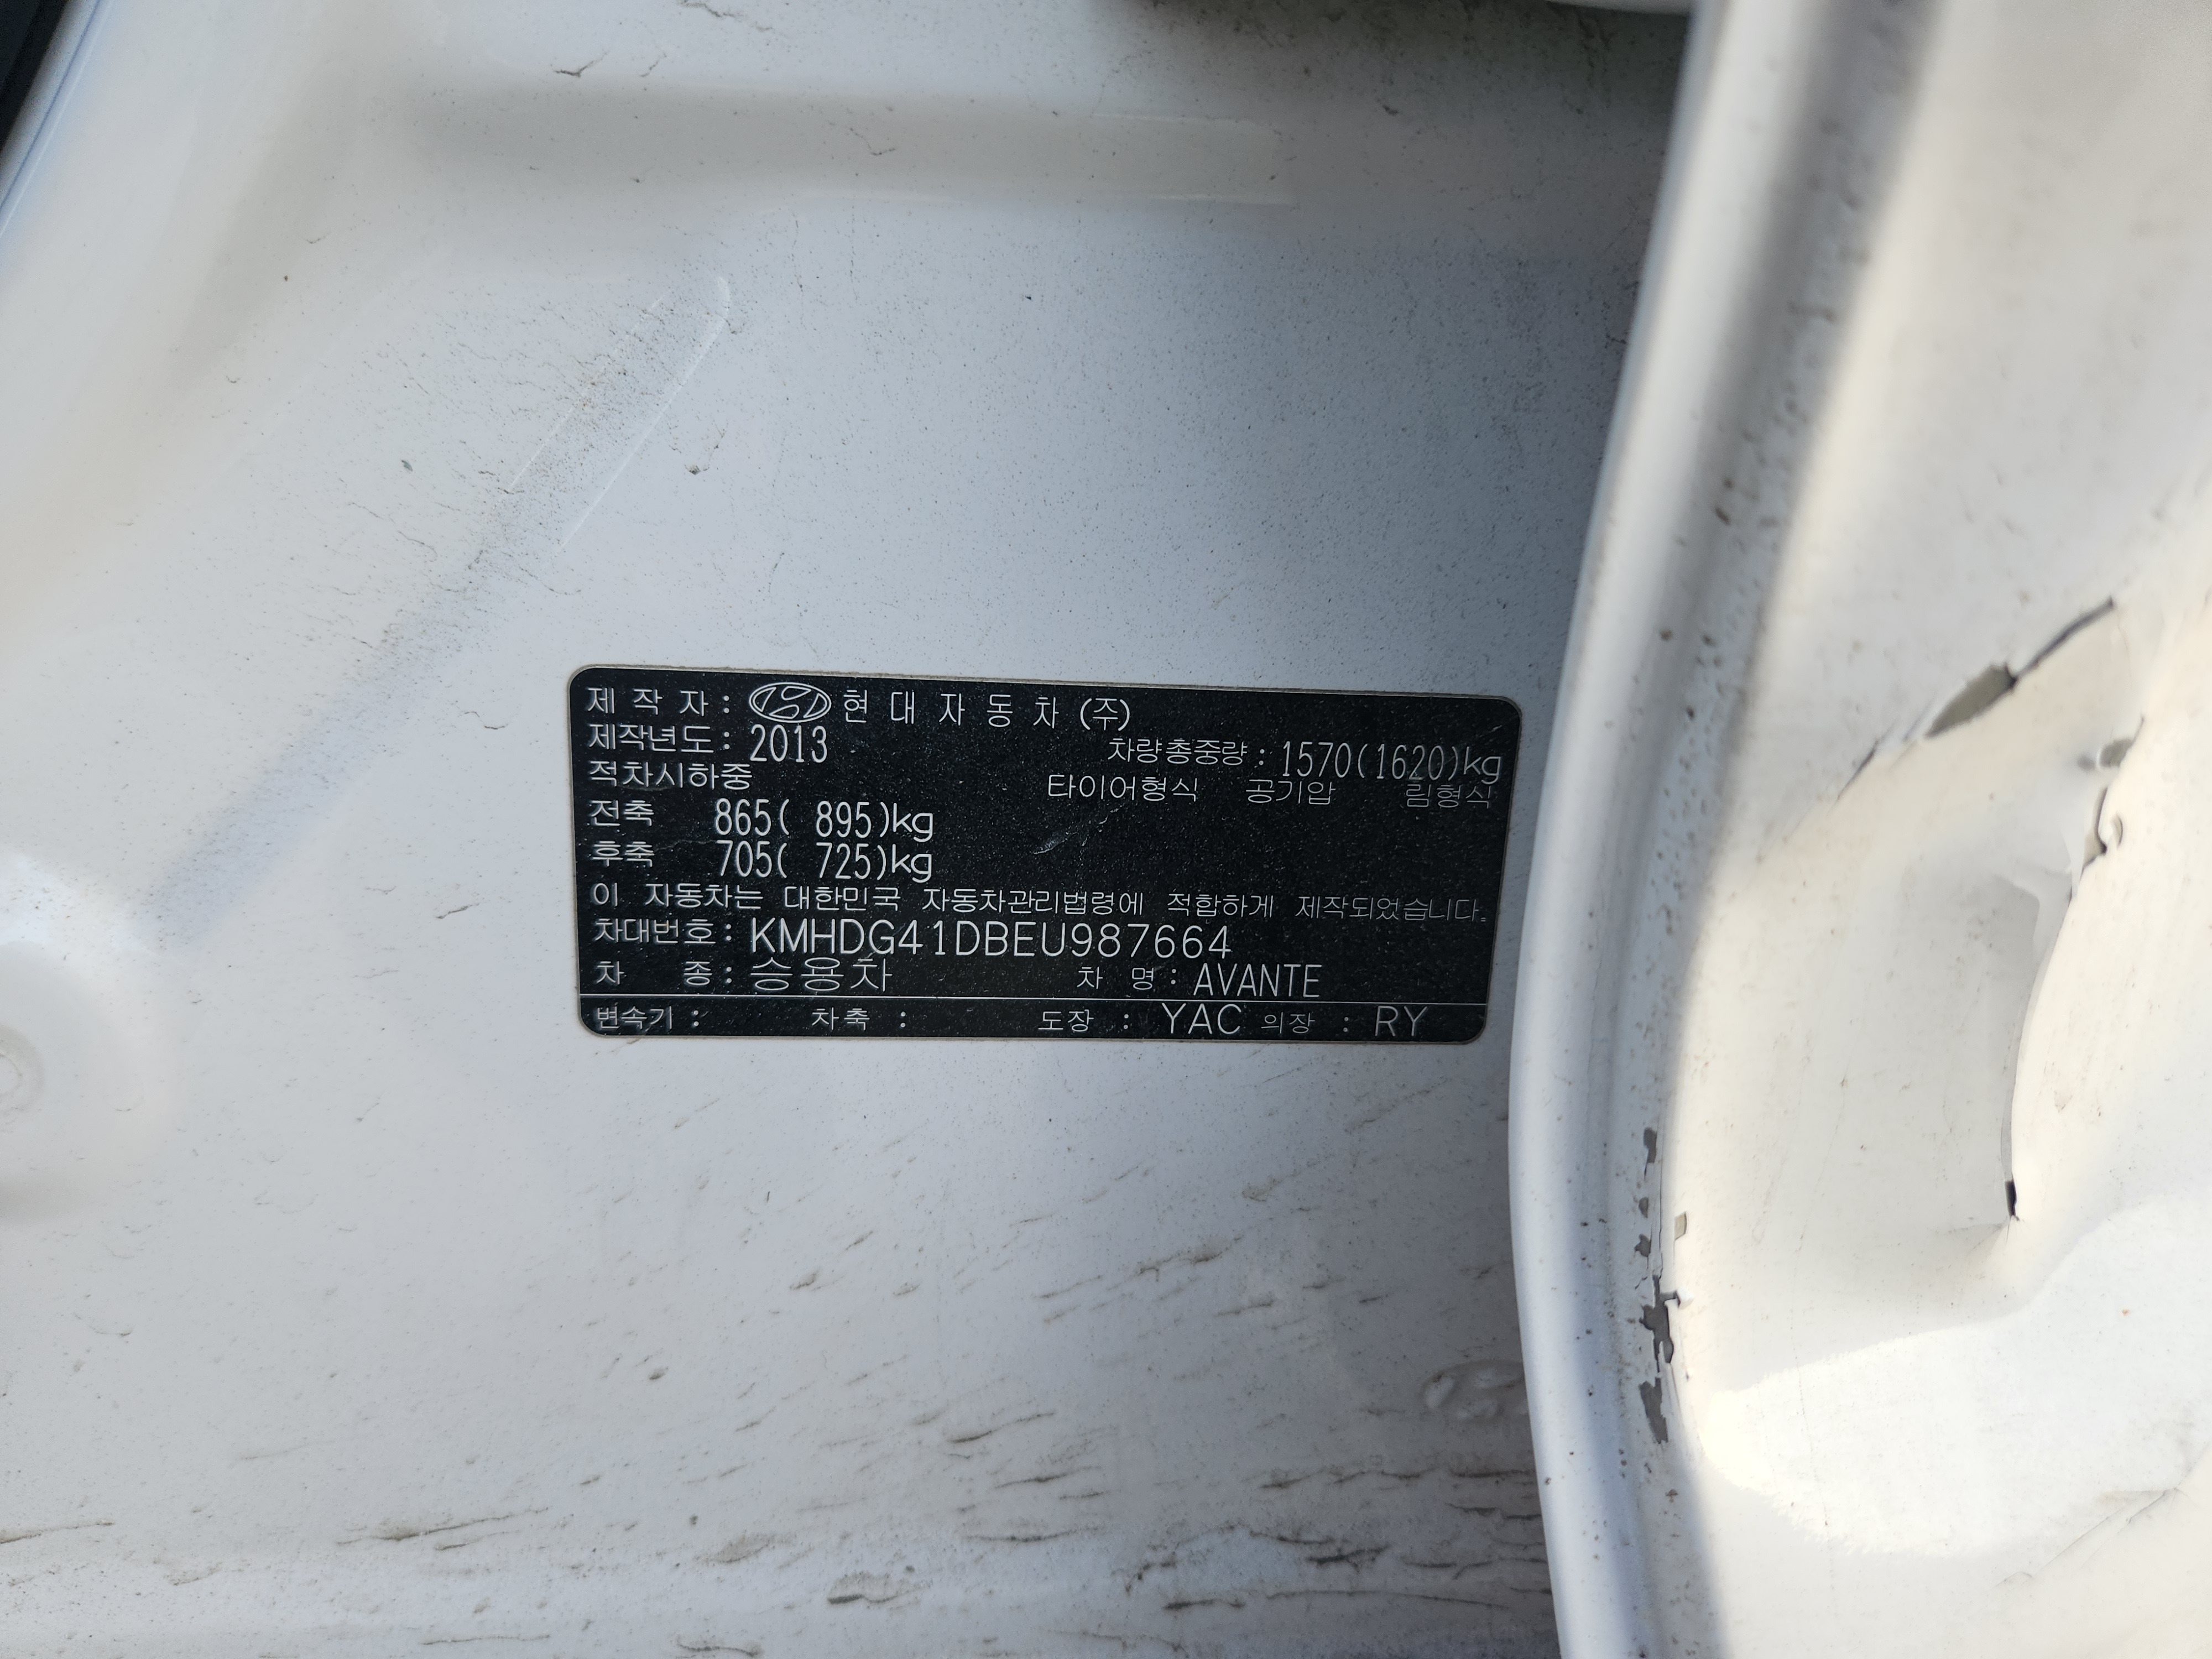 제 작 자 : 현 대 자 동 차 (주)
제작년도 : 2013 차량총중량 : 1570(1620)kg
적차시하중 타이어형식 공기압 림형식
전축 865( 895)kg
후축 705( 725)kg
이 자동차는 대한민국 자동차관리법령에 적합하게 제작되었습니다.
차대번호 : KMHDG41DBEU987664
차 종 : 승용차 차 명 : AVANTE
변속기 : 차축 : 도장 : YAC 의장 : RY